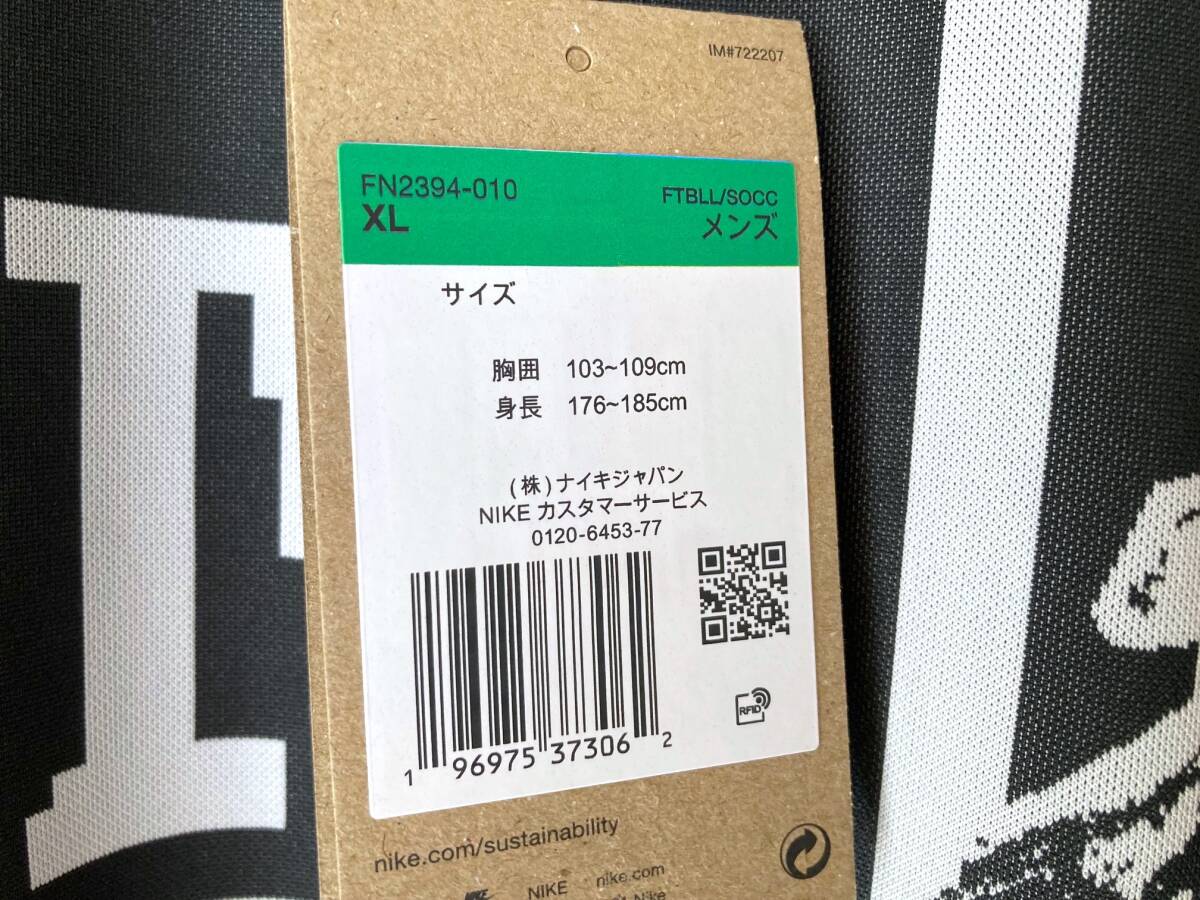 IM#722207
FN2394-010
XL
FTBLL/SOCC
メンズ
サイズ
胸囲 103~109cm
身長 176~185cm
(株)ナイキジャパン
NIKE カスタマーサービス
0120-6453-77
1 96975 37306 2
RFID
nike.com/sustainability
NIKE nike.com
Nike